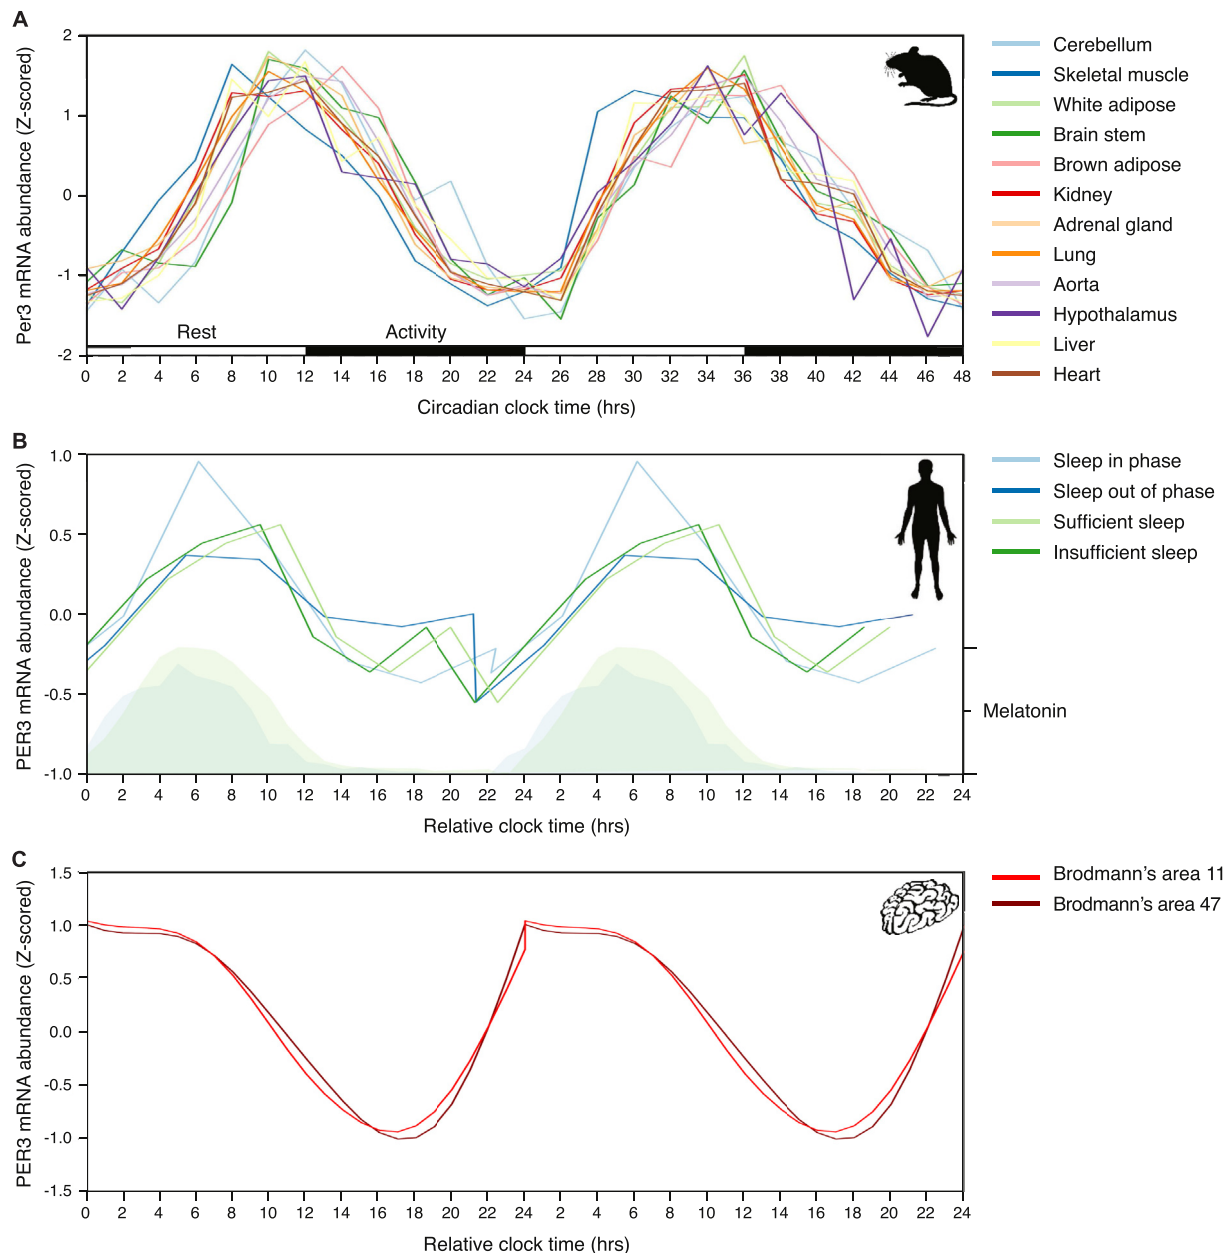 A
Per3 mRNA abundance (Z-scored)
2
1
0
-1
-2
Rest
Activity
0 2 4 6 8 10 12 14 16 18 20 22 24 26 28 30 32 34 36 38 40 42 44 46 48
Circadian clock time (hrs)
Cerebellum
Skeletal muscle
White adipose
Brain stem
Brown adipose
Kidney
Adrenal gland
Lung
Aorta
Hypothalamus
Liver
Heart
B
PER3 mRNA abundance (Z-scored)
1.0
0.5
0.0
-0.5
-1.0
0 2 4 6 8 10 12 14 16 18 20 22 24 2 4 6 8 10 12 14 16 18 20 22 24
Relative clock time (hrs)
Sleep in phase
Sleep out of phase
Sufficient sleep
Insufficient sleep
Melatonin
C
PER3 mRNA abundance (Z-scored)
1.5
1.0
0.5
0.0
-0.5
-1.0
-1.5
0 2 4 6 8 10 12 14 16 18 20 22 24 2 4 6 8 10 12 14 16 18 20 22 24
Relative clock time (hrs)
Brodmann's area 11
Brodmann's area 47